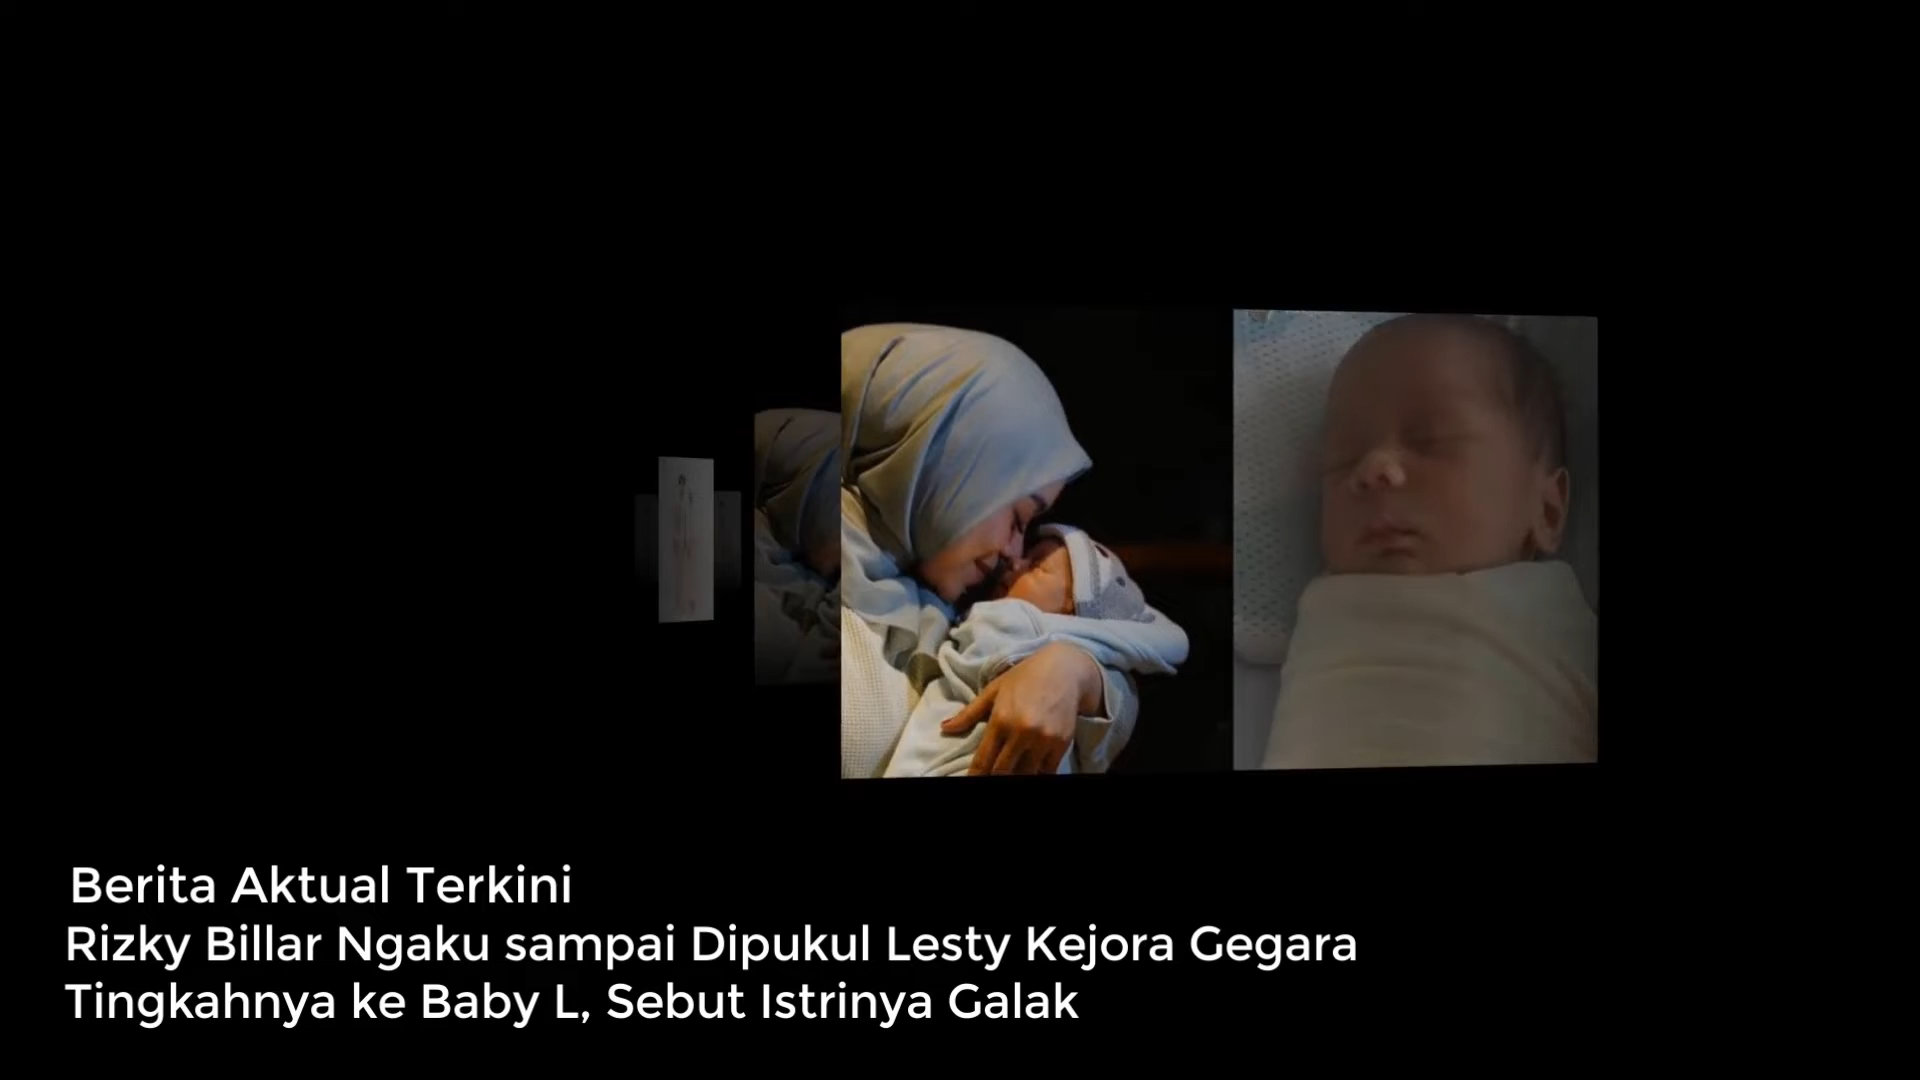 Berita Aktual Terkini
Rizky Billar Ngaku sampai Dipukul Lesty Kejora Gegara
Tingkahnya ke Baby L, Sebut Istrinya Galak